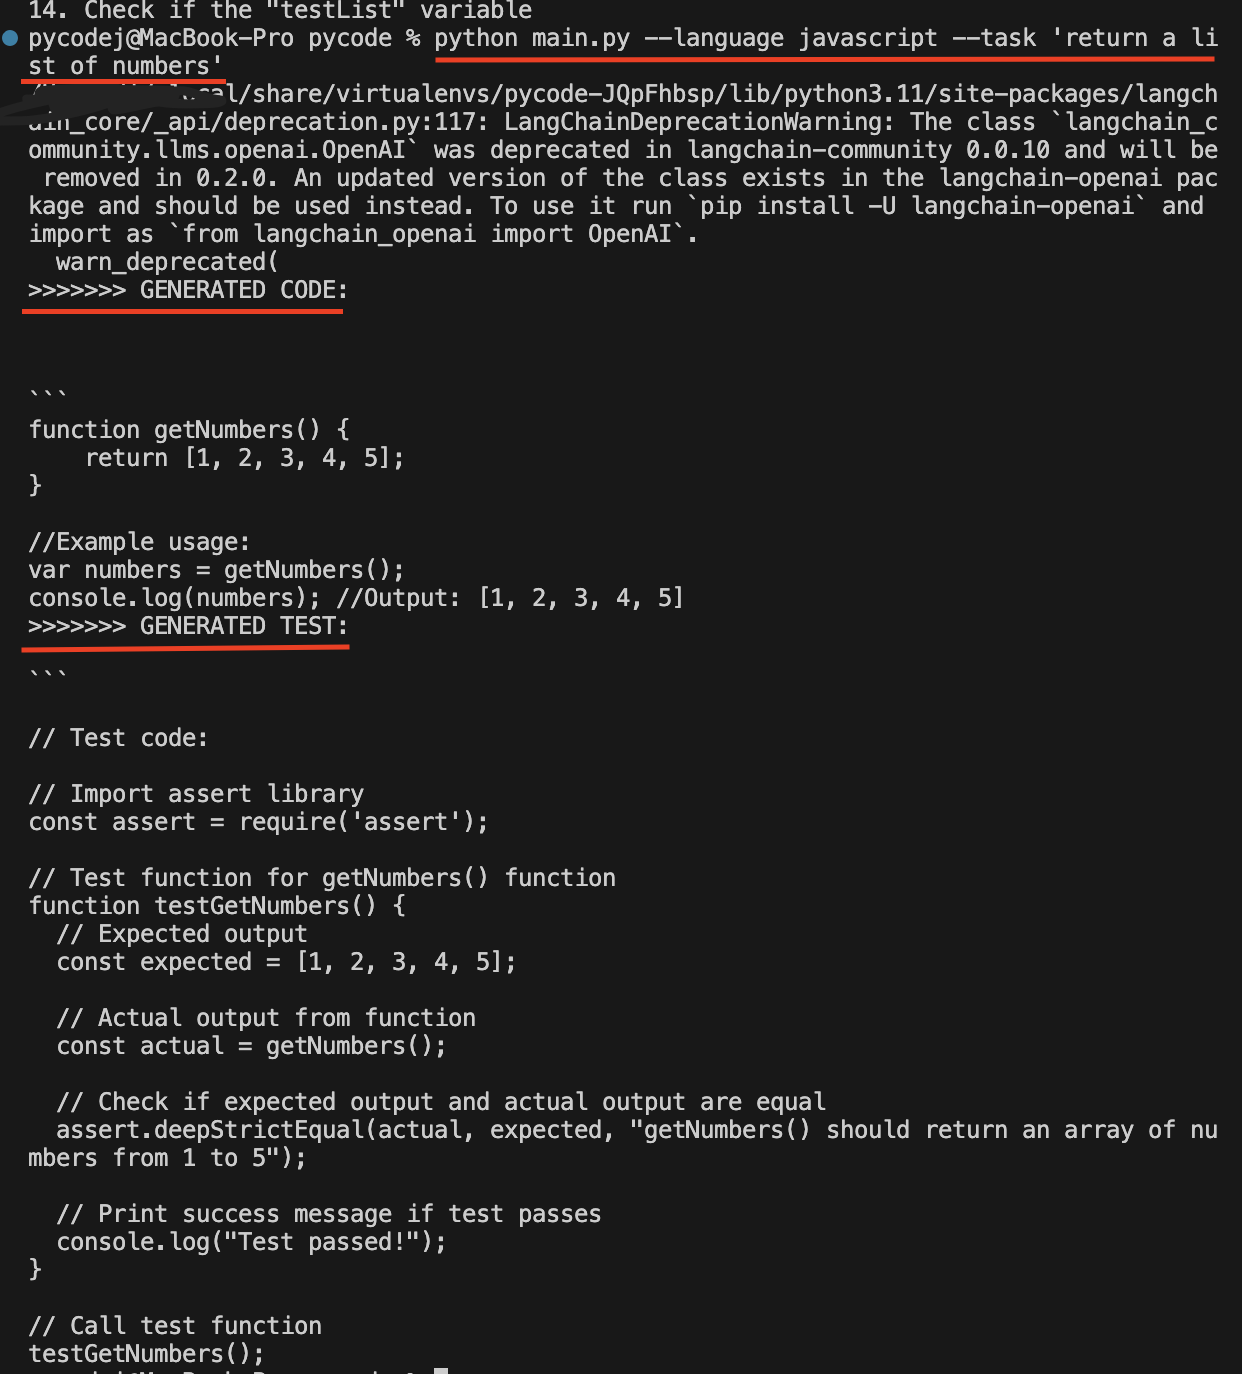 14. Check if the "testList" variable
pycodej@MacBook-Pro pycode % python main.py --language javascript --task 'return a li
st of numbers'
/share/virtualenvs/pycode-JQpFhbsp/lib/python3.11/site-packages/langch
ain_core/_api/deprecation.py:117: LangChainDeprecationWarning: The class `langchain_c
ommunity.llms.openai.OpenAI` was deprecated in langchain-community 0.0.10 and will be
 removed in 0.2.0. An updated version of the class exists in the langchain-openai pac
kage and should be used instead. To use it run `pip install -U langchain-openai` and
import as `from langchain_openai import OpenAI`.
  warn_deprecated(
>>>>>>> GENERATED CODE:
```
function getNumbers() {
    return [1, 2, 3, 4, 5];
}
//Example usage:
var numbers = getNumbers();
console.log(numbers); //Output: [1, 2, 3, 4, 5]
>>>>>>> GENERATED TEST:
```
// Test code:
// Import assert library
const assert = require('assert');
// Test function for getNumbers() function
function testGetNumbers() {
  // Expected output
  const expected = [1, 2, 3, 4, 5];
  // Actual output from function
  const actual = getNumbers();
  // Check if expected output and actual output are equal
  assert.deepStrictEqual(actual, expected, "getNumbers() should return an array of nu
mbers from 1 to 5");
  // Print success message if test passes
  console.log("Test passed!");
}
// Call test function
testGetNumbers();